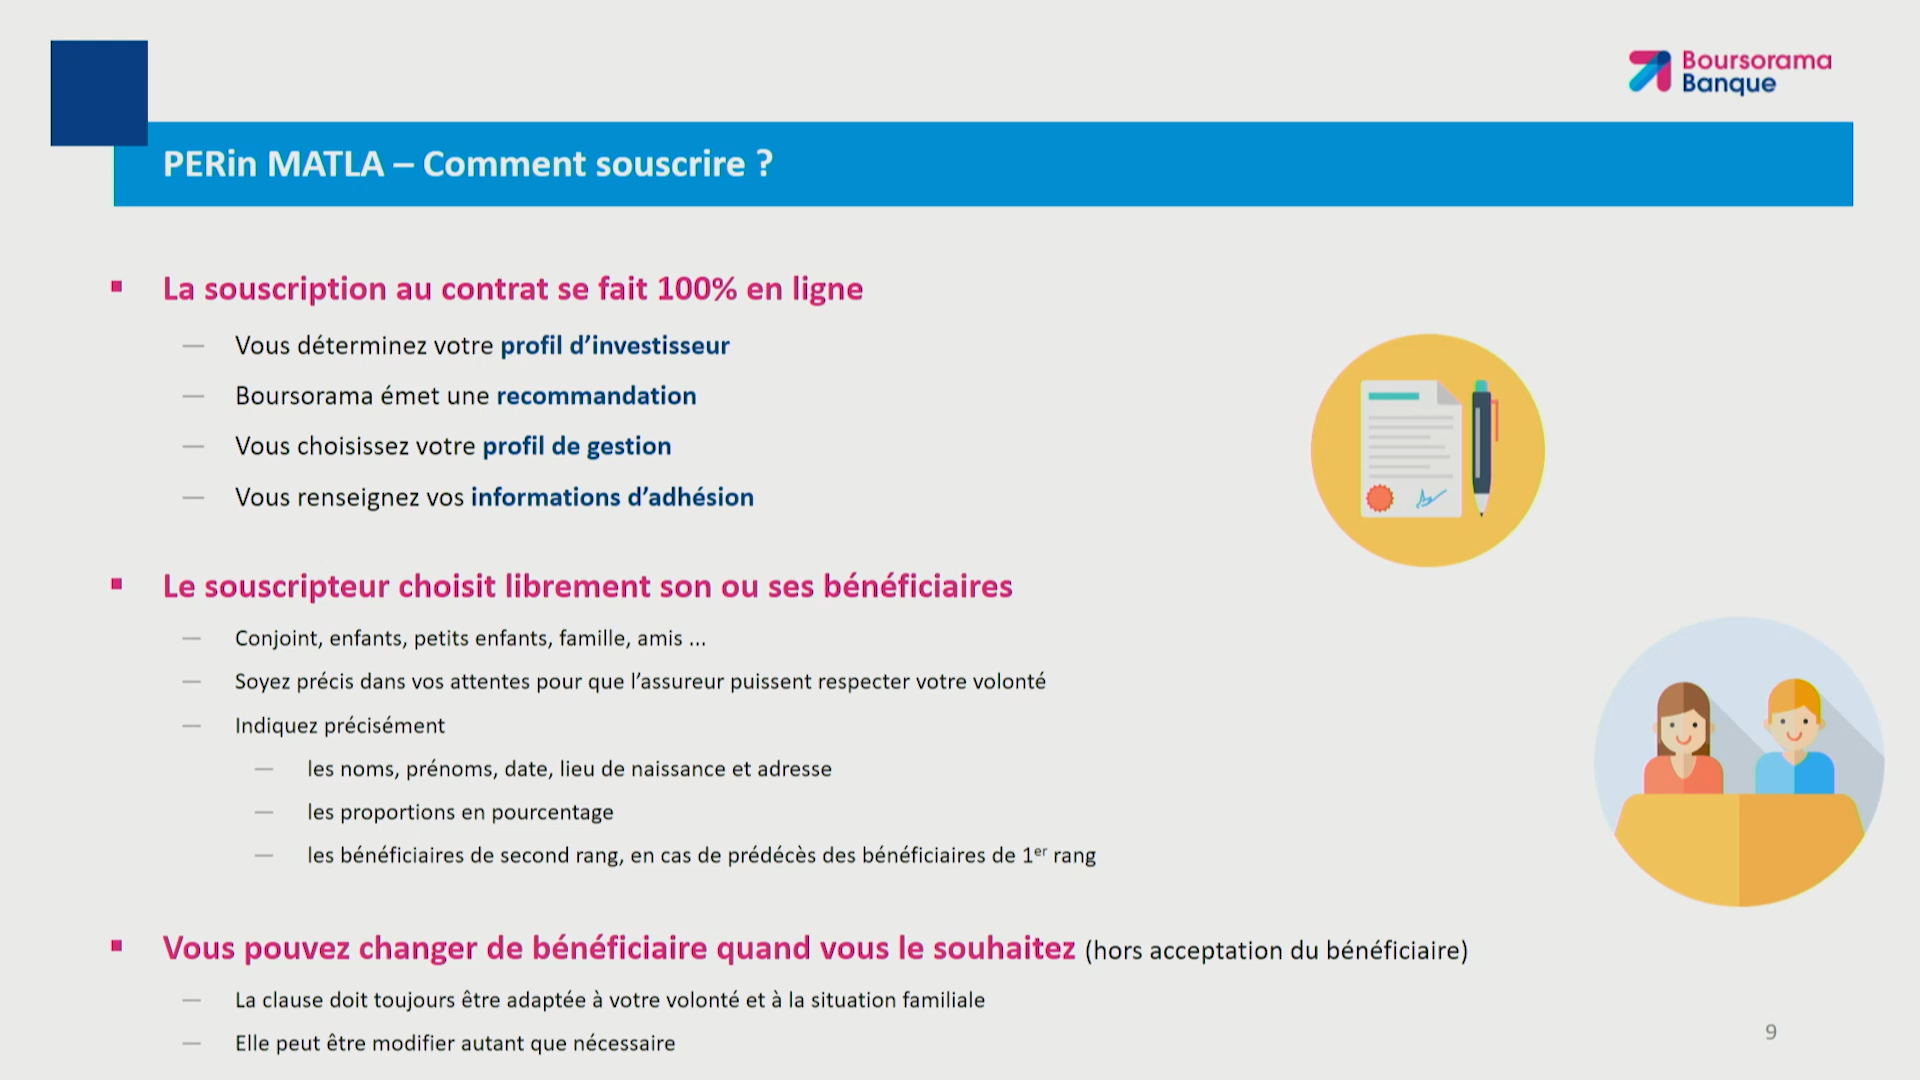 Boursorama
Banque
PERin MATLA – Comment souscrire ?
▪ La souscription au contrat se fait 100% en ligne
— Vous déterminez votre profil d’investisseur
— Boursorama émet une recommandation
— Vous choisissez votre profil de gestion
— Vous renseignez vos informations d’adhésion
▪ Le souscripteur choisit librement son ou ses bénéficiaires
— Conjoint, enfants, petits enfants, famille, amis ...
— Soyez précis dans vos attentes pour que l’assureur puissent respecter votre volonté
— Indiquez précisément
— les noms, prénoms, date, lieu de naissance et adresse
— les proportions en pourcentage
— les bénéficiaires de second rang, en cas de prédécès des bénéficiaires de 1er rang
▪ Vous pouvez changer de bénéficiaire quand vous le souhaitez (hors acceptation du bénéficiaire)
— La clause doit toujours être adaptée à votre volonté et à la situation familiale
— Elle peut être modifier autant que nécessaire
9